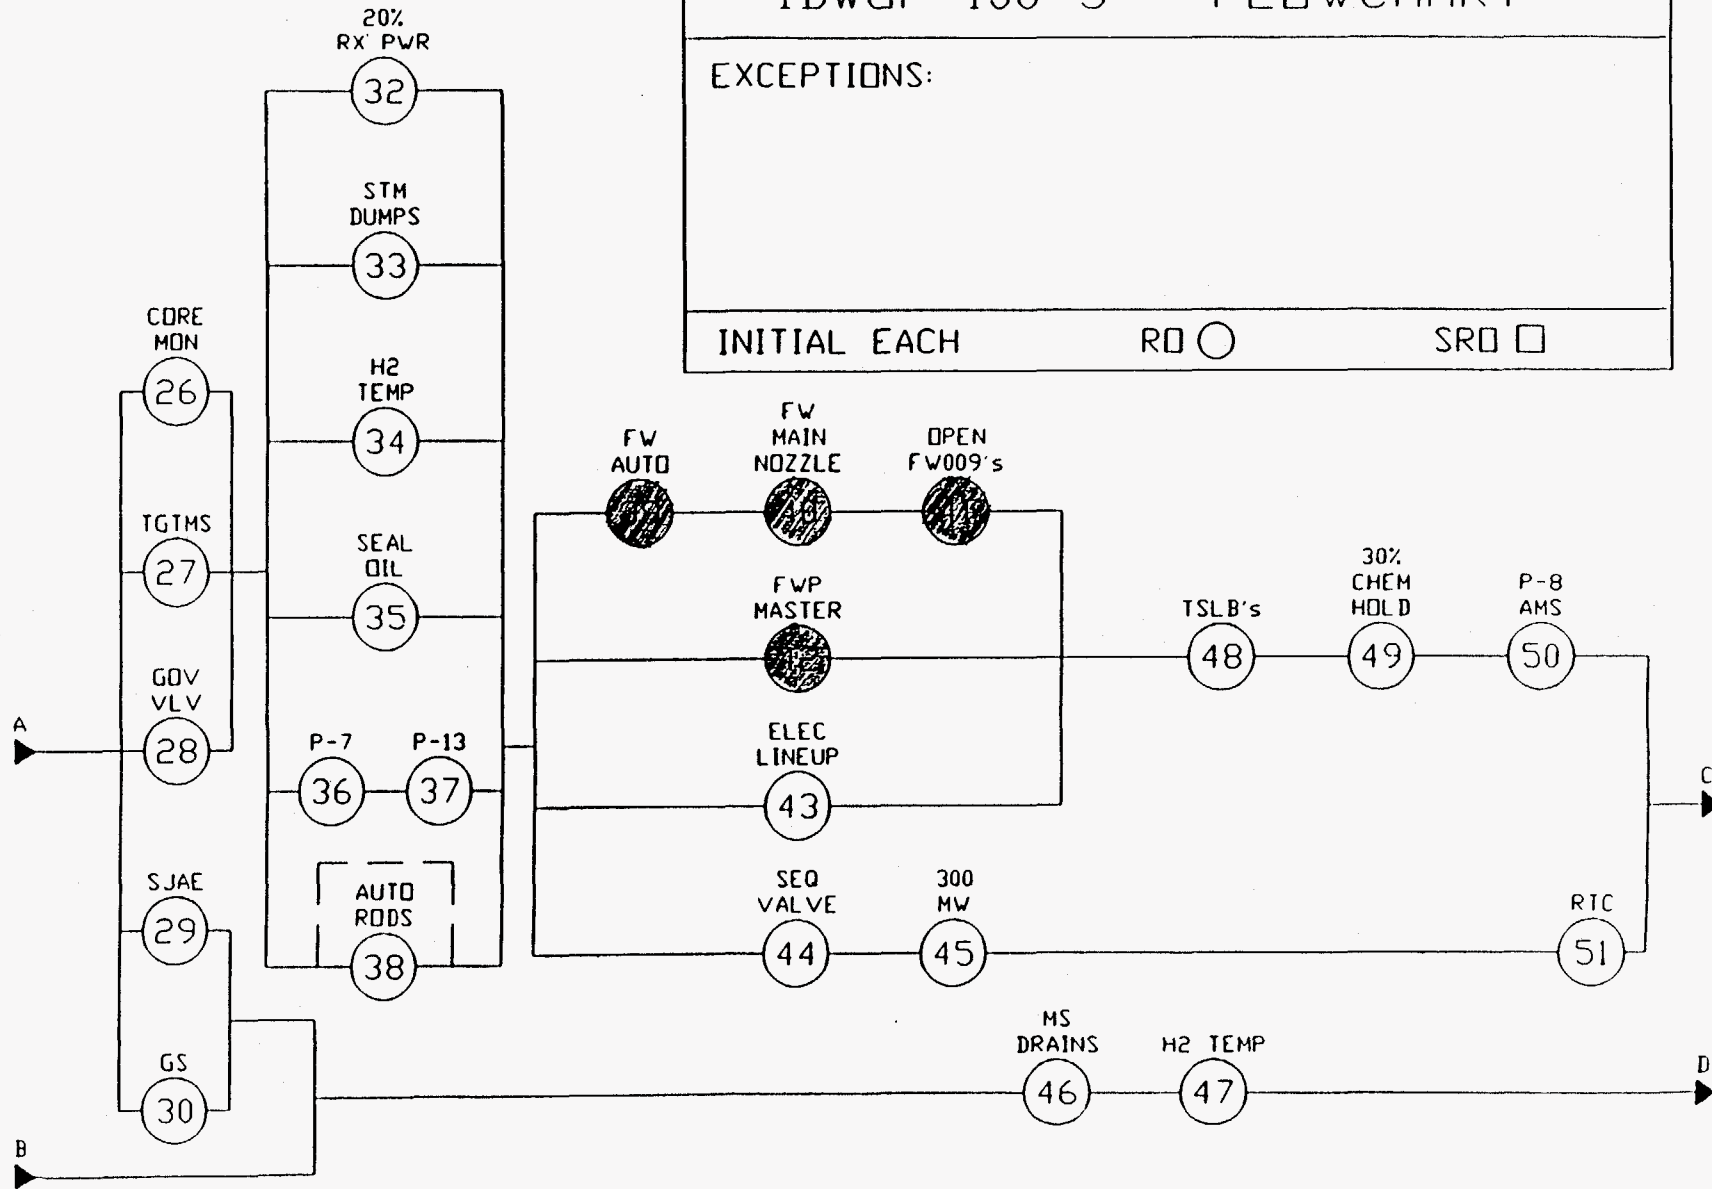 EXCEPTIONS:
INITIAL EACH RO SRO
20%
RX PWR
32
STM
DUMPS
33
H2
TEMP
34
SEAL
OIL
35
P-7
36
P-13
37
AUTO
RODS
38
CORE
MON
26
TGTMS
27
GOV
VLV
28
SJAE
29
GS
30
A
B
FW
AUTO
FW
MAIN
NOZZLE
OPEN
FW009's
FWP
MASTER
ELEC
LINEUP
43
SEQ
VALVE
44
300
MW
45
TSLB's
48
30%
CHEM
HOLD
49
P-8
AMS
50
RTC
51
C
MS
DRAINS
46
H2 TEMP
47
D